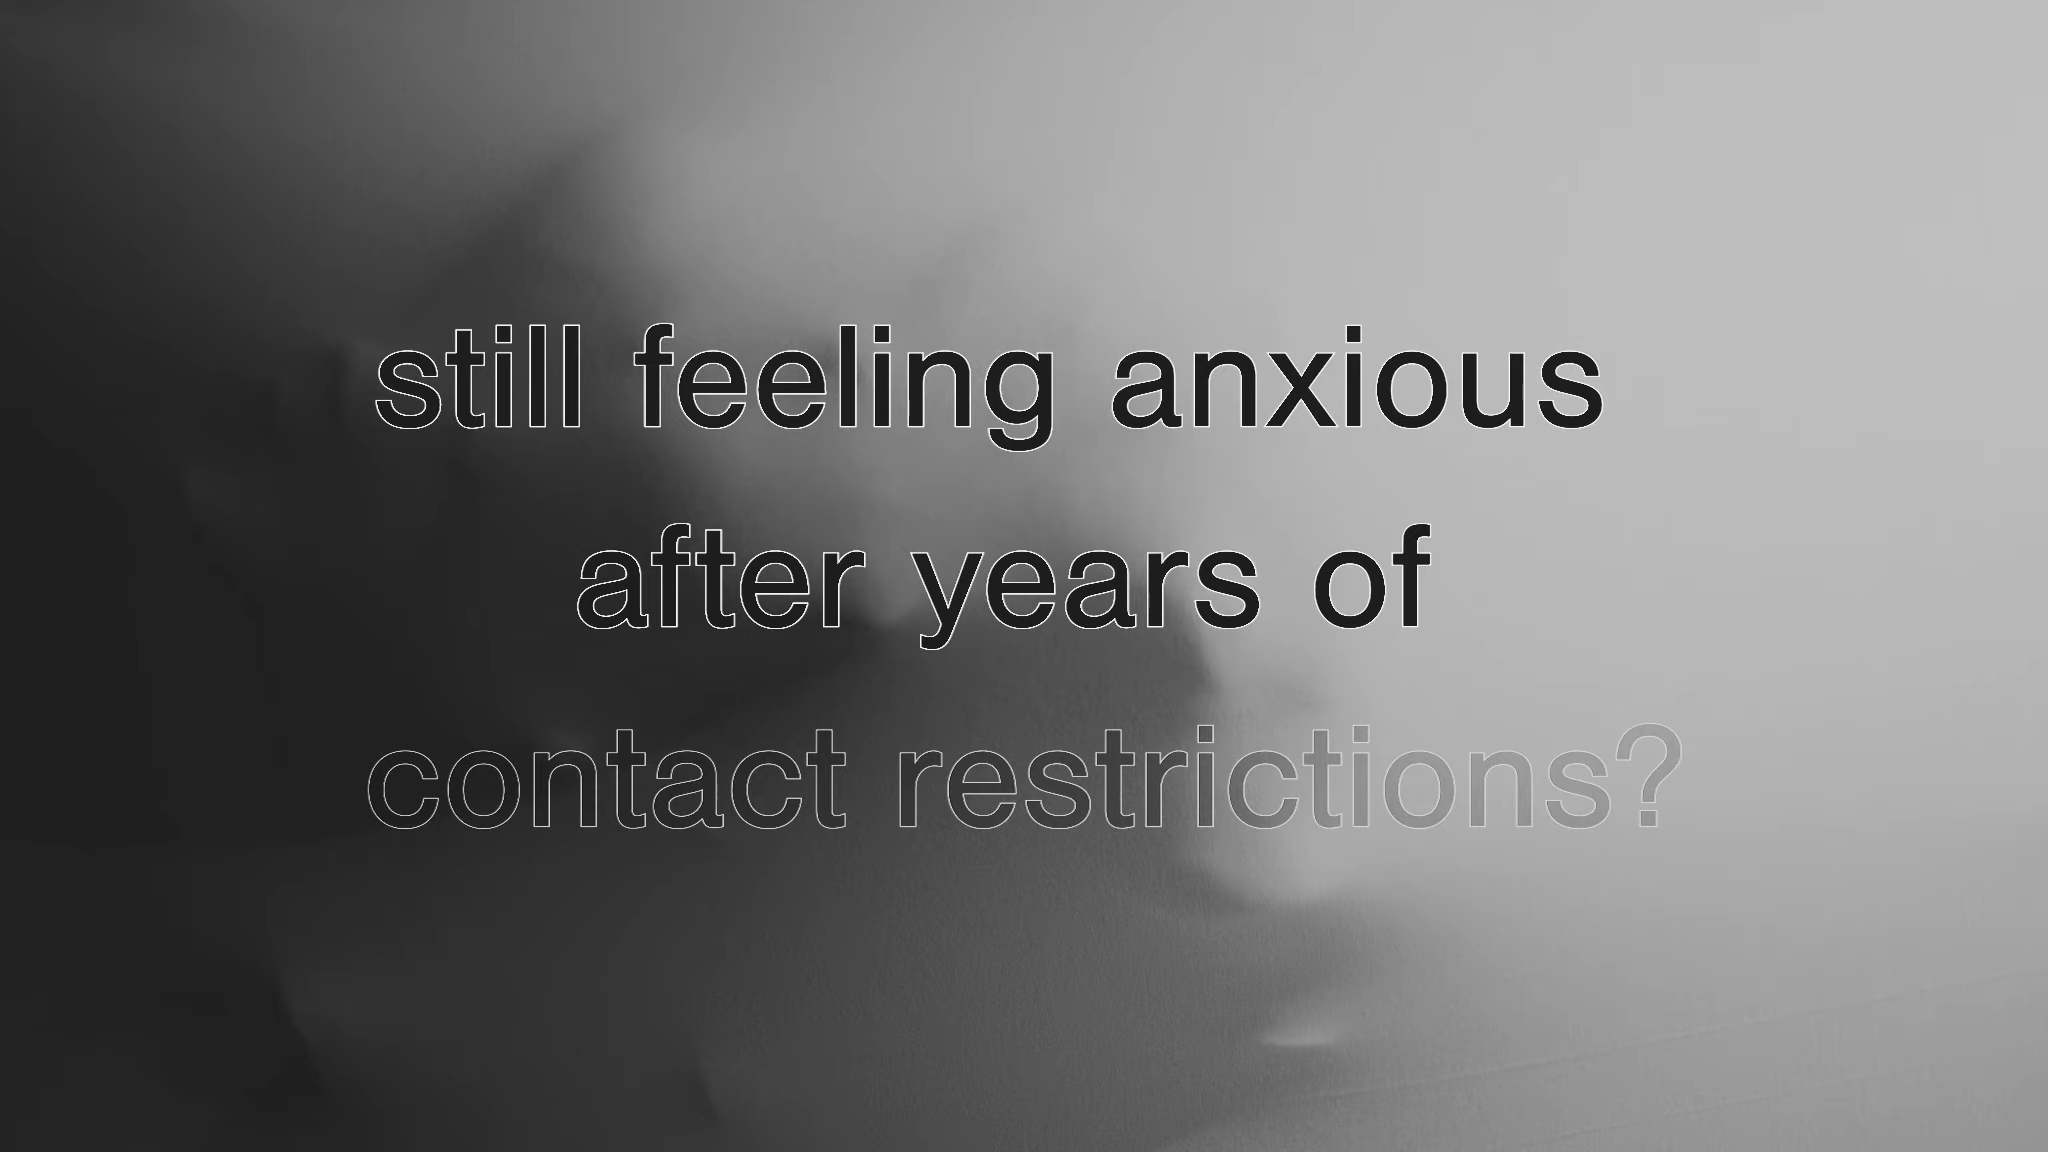 still feeling anxious
after years of
contact restrictions?